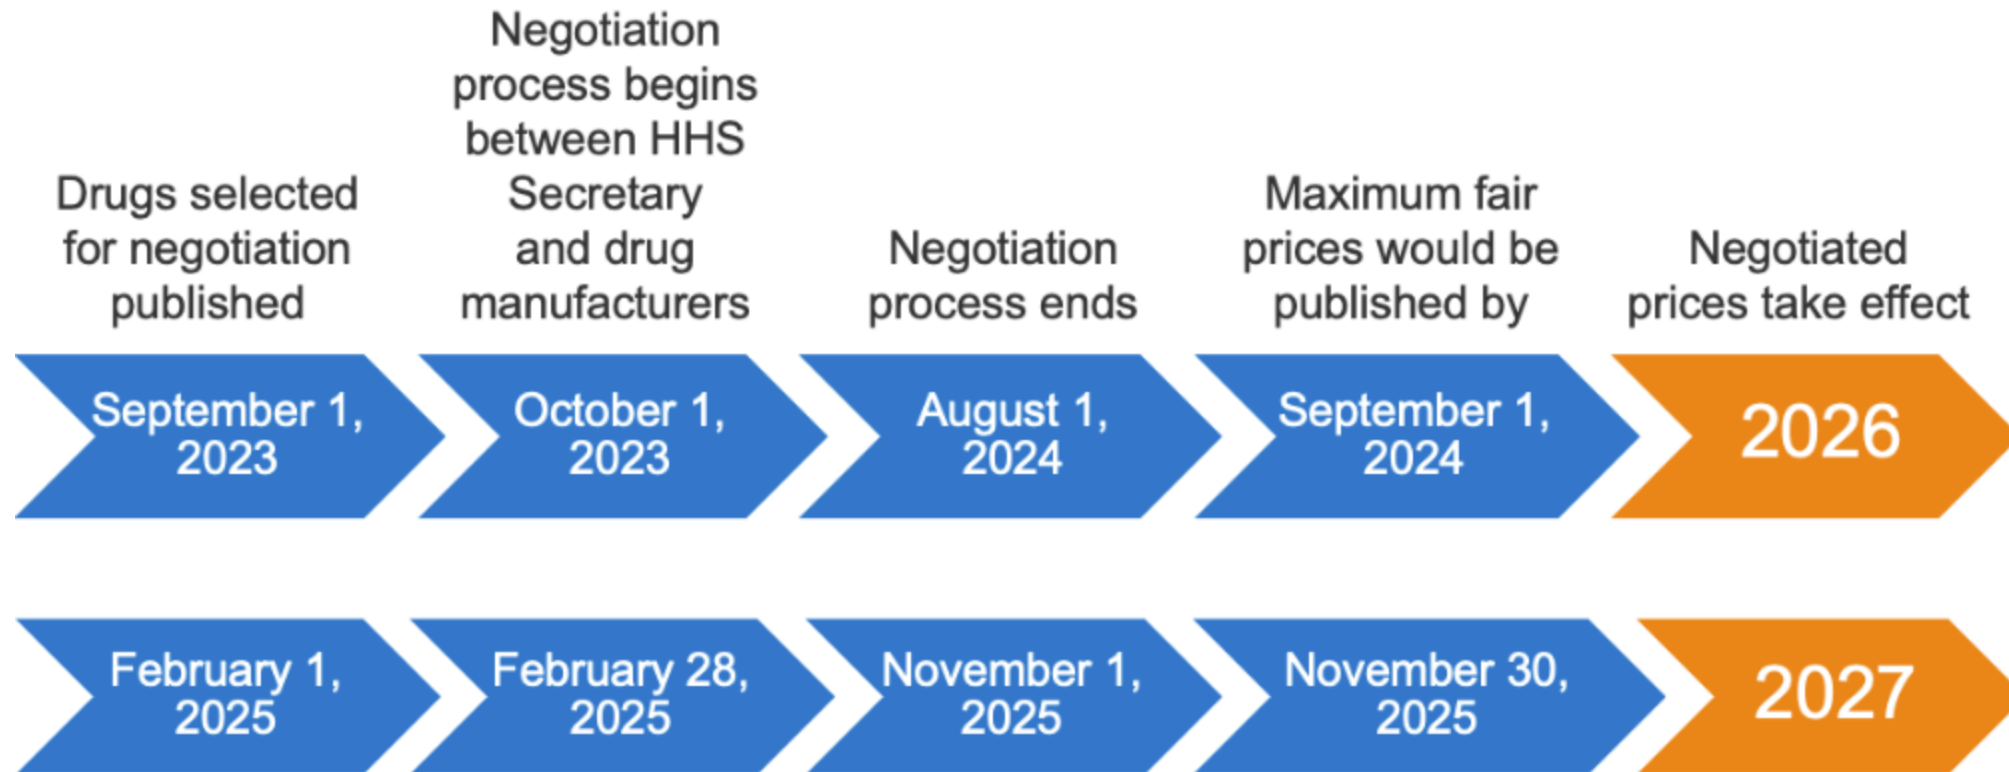 Drugs selected
for negotiation
published
Negotiation
process begins
between HHS
Secretary
and drug
manufacturers
Negotiation
process ends
Maximum fair
prices would be
published by
Negotiated
prices take effect
September 1,
2023
October 1,
2023
August 1,
2024
September 1,
2024
2026
February 1,
2025
February 28,
2025
November 1,
2025
November 30,
2025
2027